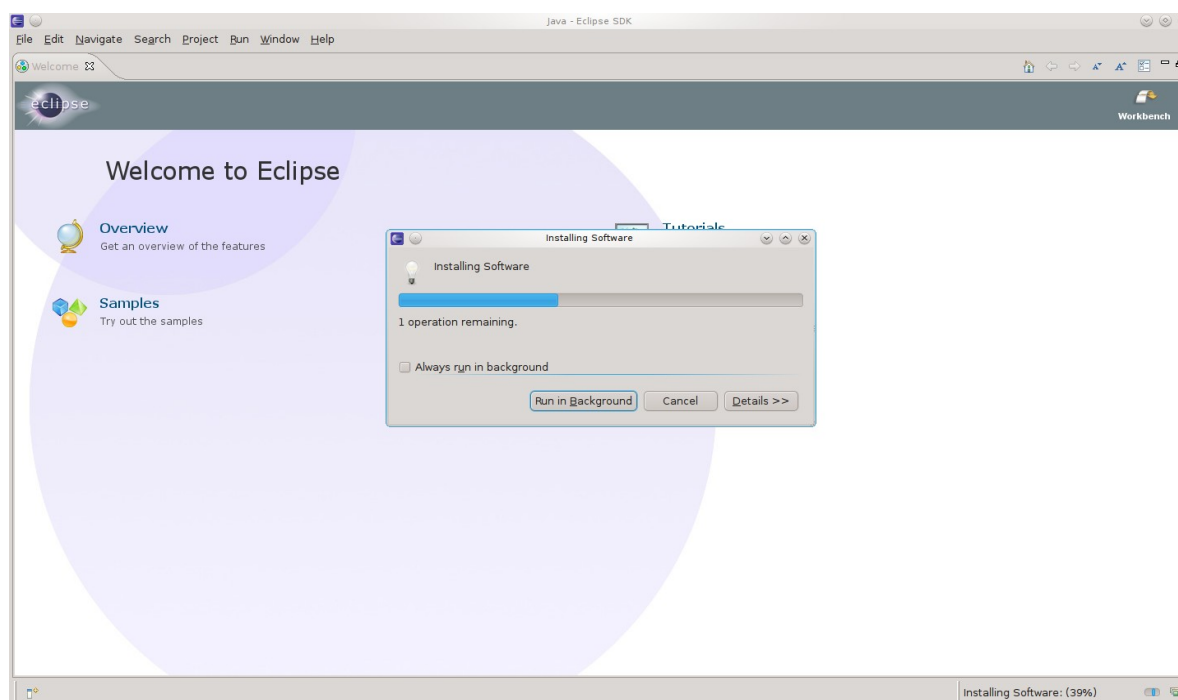 Java - Eclipse SDK
File Edit Navigate Search Project Run Window Help
Welcome
eclipse
Workbench
Welcome to Eclipse
Overview
Get an overview of the features
Tutorials
Samples
Try out the samples
Installing Software
Installing Software
1 operation remaining.
Always run in background
Run in Background Cancel Details >>
Installing Software: (39%)